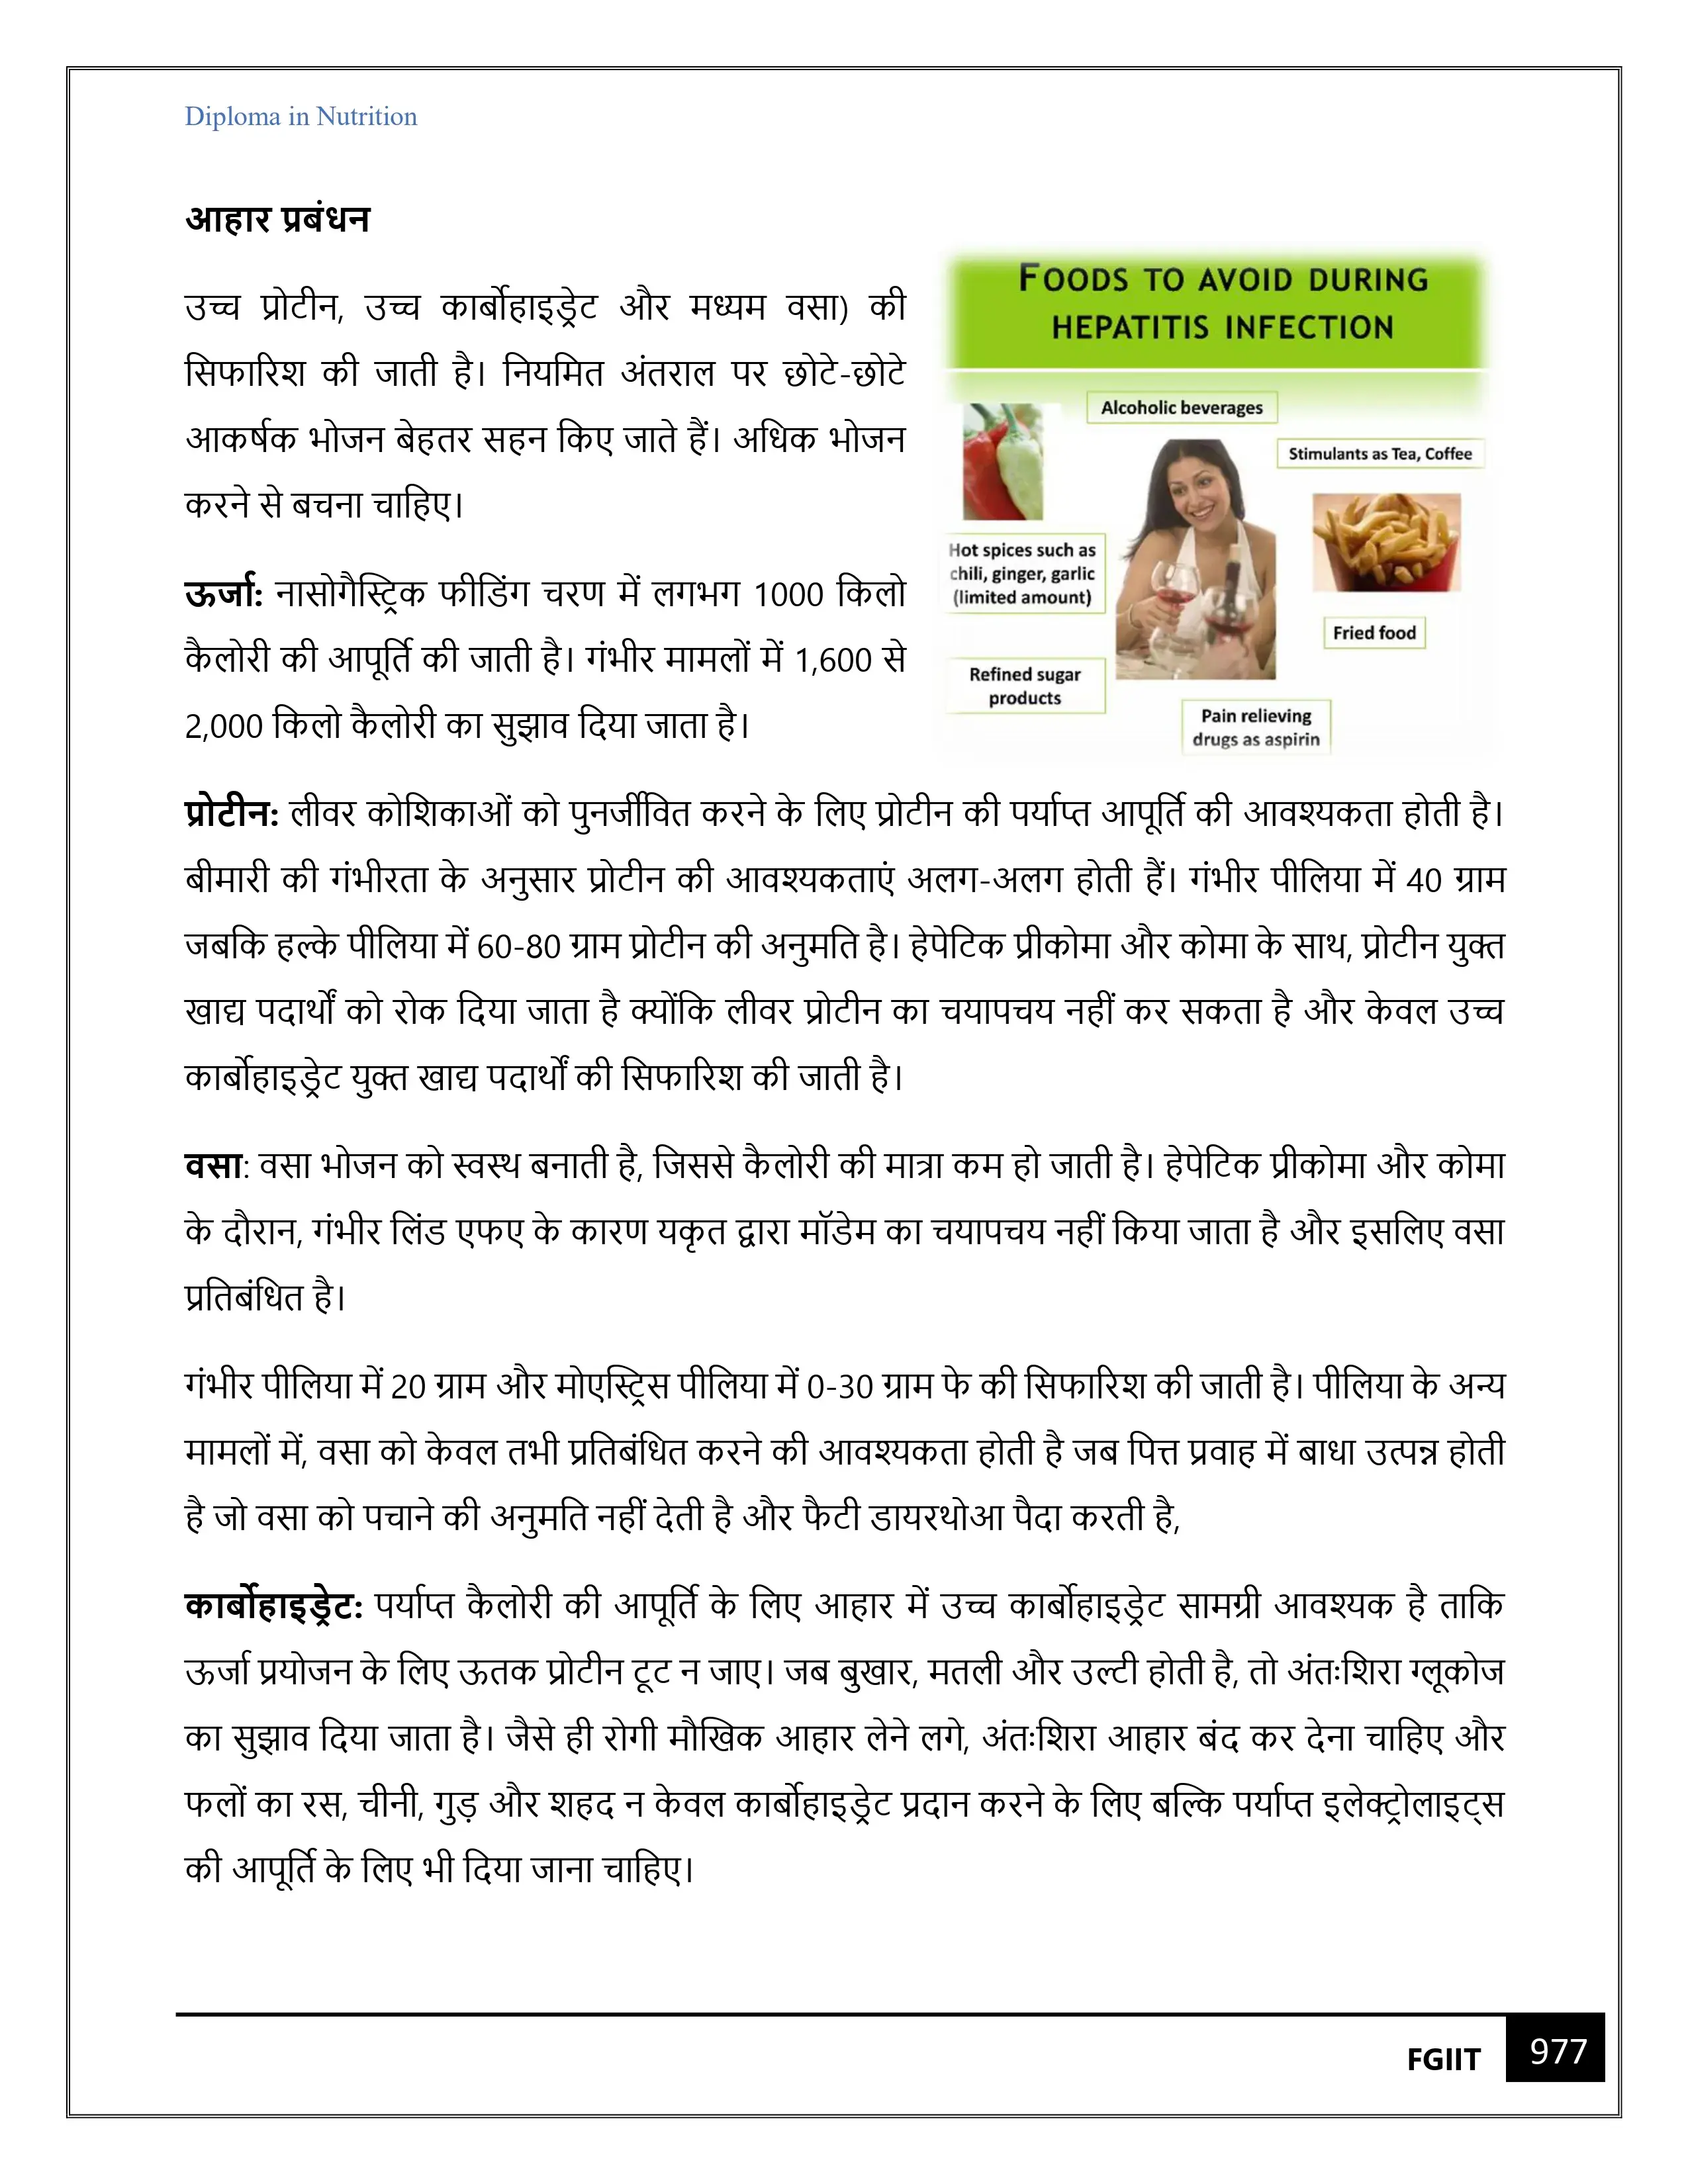 Diploma in Nutrition
आहार प्रबंधन
उच्च प्रोटीन, उच्च कार्बोहाइड्रेट और मध्यम वसा) की
सिफारिश की जाती है। नियमित अंतराल पर छोटे-छोटे
आकर्षक भोजन बेहतर सहन किए जाते हैं। अधिक भोजन
करने से बचना चाहिए।
ऊर्जा: नासोगैस्ट्रिक फीडिंग चरण में लगभग 1000 किलो
कैलोरी की आपूर्ति की जाती है। गंभीर मामलों में 1,600 से
2,000 किलो कैलोरी का सुझाव दिया जाता है।
FOODS TO AVOID DURING
HEPATITIS INFECTION
Alcoholic beverages
Stimulants as Tea, Coffee
Hot spices such as
chili, ginger, garlic
(limited amount)
Fried food
Refined sugar
products
Pain relieving
drugs as aspirin
प्रोटीन: लीवर कोशिकाओं को पुनर्जीवित करने के लिए प्रोटीन की पर्याप्त आपूर्ति की आवश्यकता होती है।
बीमारी की गंभीरता के अनुसार प्रोटीन की आवश्यकताएं अलग-अलग होती हैं। गंभीर पीलिया में 40 ग्राम
जबकि हल्के पीलिया में 60-80 ग्राम प्रोटीन की अनुमति है। हेपेटिक प्रीकोमा और कोमा के साथ, प्रोटीन युक्त
खाद्य पदार्थों को रोक दिया जाता है क्योंकि लीवर प्रोटीन का चयापचय नहीं कर सकता है और केवल उच्च
कार्बोहाइड्रेट युक्त खाद्य पदार्थों की सिफारिश की जाती है।
वसा: वसा भोजन को स्वस्थ बनाती है, जिससे कैलोरी की मात्रा कम हो जाती है। हेपेटिक प्रीकोमा और कोमा
के दौरान, गंभीर लिंड एफए के कारण यकृत द्वारा मॉडेम का चयापचय नहीं किया जाता है और इसलिए वसा
प्रतिबंधित है।
गंभीर पीलिया में 20 ग्राम और मोएस्ट्रिस पीलिया में 0-30 ग्राम फे की सिफारिश की जाती है। पीलिया के अन्य
मामलों में, वसा को केवल तभी प्रतिबंधित करने की आवश्यकता होती है जब पित्त प्रवाह में बाधा उत्पन्न होती
है जो वसा को पचाने की अनुमति नहीं देती है और फैटी डायरथोआ पैदा करती है,
कार्बोहाइड्रेट: पर्याप्त कैलोरी की आपूर्ति के लिए आहार में उच्च कार्बोहाइड्रेट सामग्री आवश्यक है ताकि
ऊर्जा प्रयोजन के लिए ऊतक प्रोटीन टूट न जाए। जब बुखार, मतली और उल्टी होती है, तो अंतःशिरा ग्लूकोज
का सुझाव दिया जाता है। जैसे ही रोगी मौखिक आहार लेने लगे, अंतःशिरा आहार बंद कर देना चाहिए और
फलों का रस, चीनी, गुड़ और शहद न केवल कार्बोहाइड्रेट प्रदान करने के लिए बल्कि पर्याप्त इलेक्ट्रोलाइट्स
की आपूर्ति के लिए भी दिया जाना चाहिए।
FGIIT 977